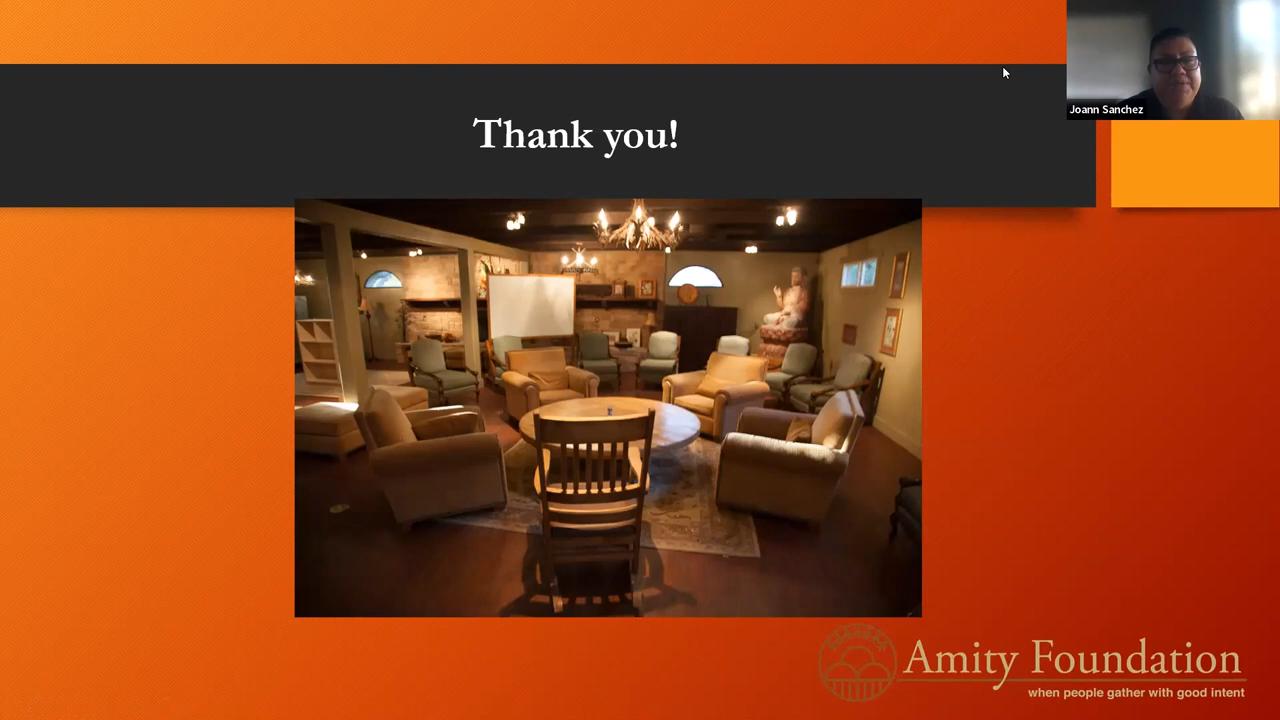 Thank you!
Joann Sanchez
Amity Foundation
when people gather with good intent